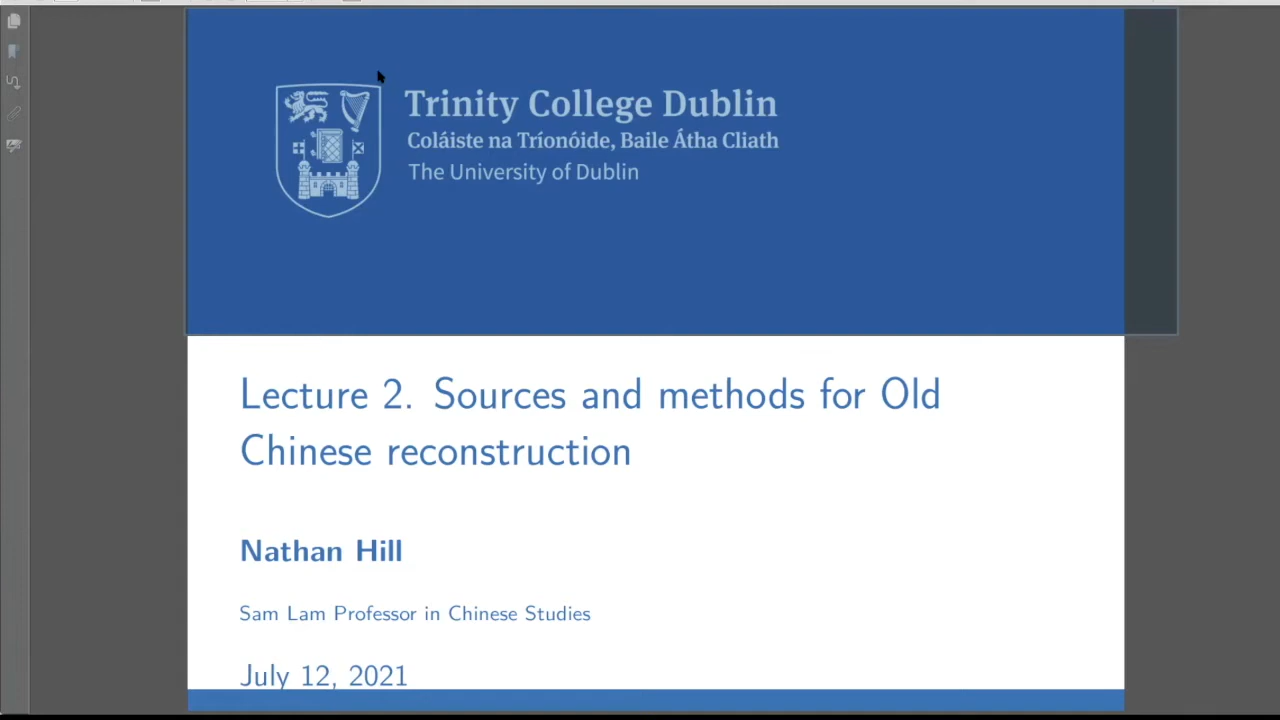 Trinity College Dublin
Coláiste na Tríonóide, Baile Átha Cliath
The University of Dublin
Lecture 2. Sources and methods for Old
Chinese reconstruction
Nathan Hill
Sam Lam Professor in Chinese Studies
July 12, 2021